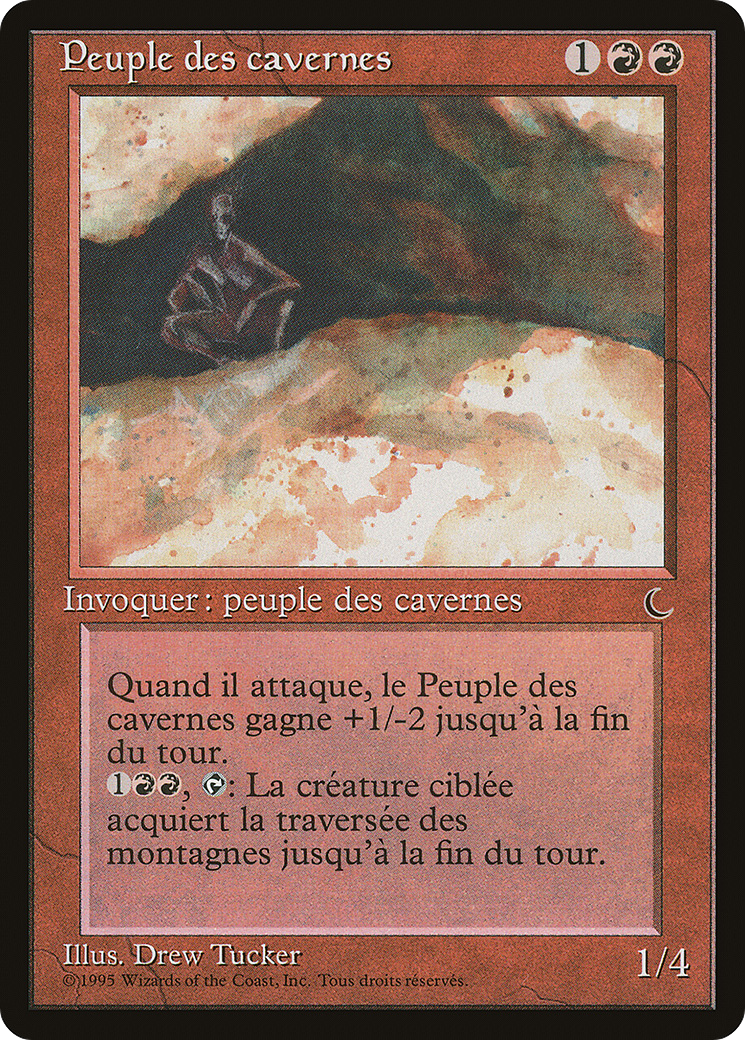 Peuple des cavernes
1
Invoquer : peuple des cavernes
Quand il attaque, le Peuple des
cavernes gagne +1/-2 jusqu'à la fin
du tour.
1, : La créature ciblée
acquiert la traversée des
montagnes jusqu'à la fin du tour.
Illus. Drew Tucker
1/4
©1995 Wizards of the Coast, Inc. Tous droits réservés.